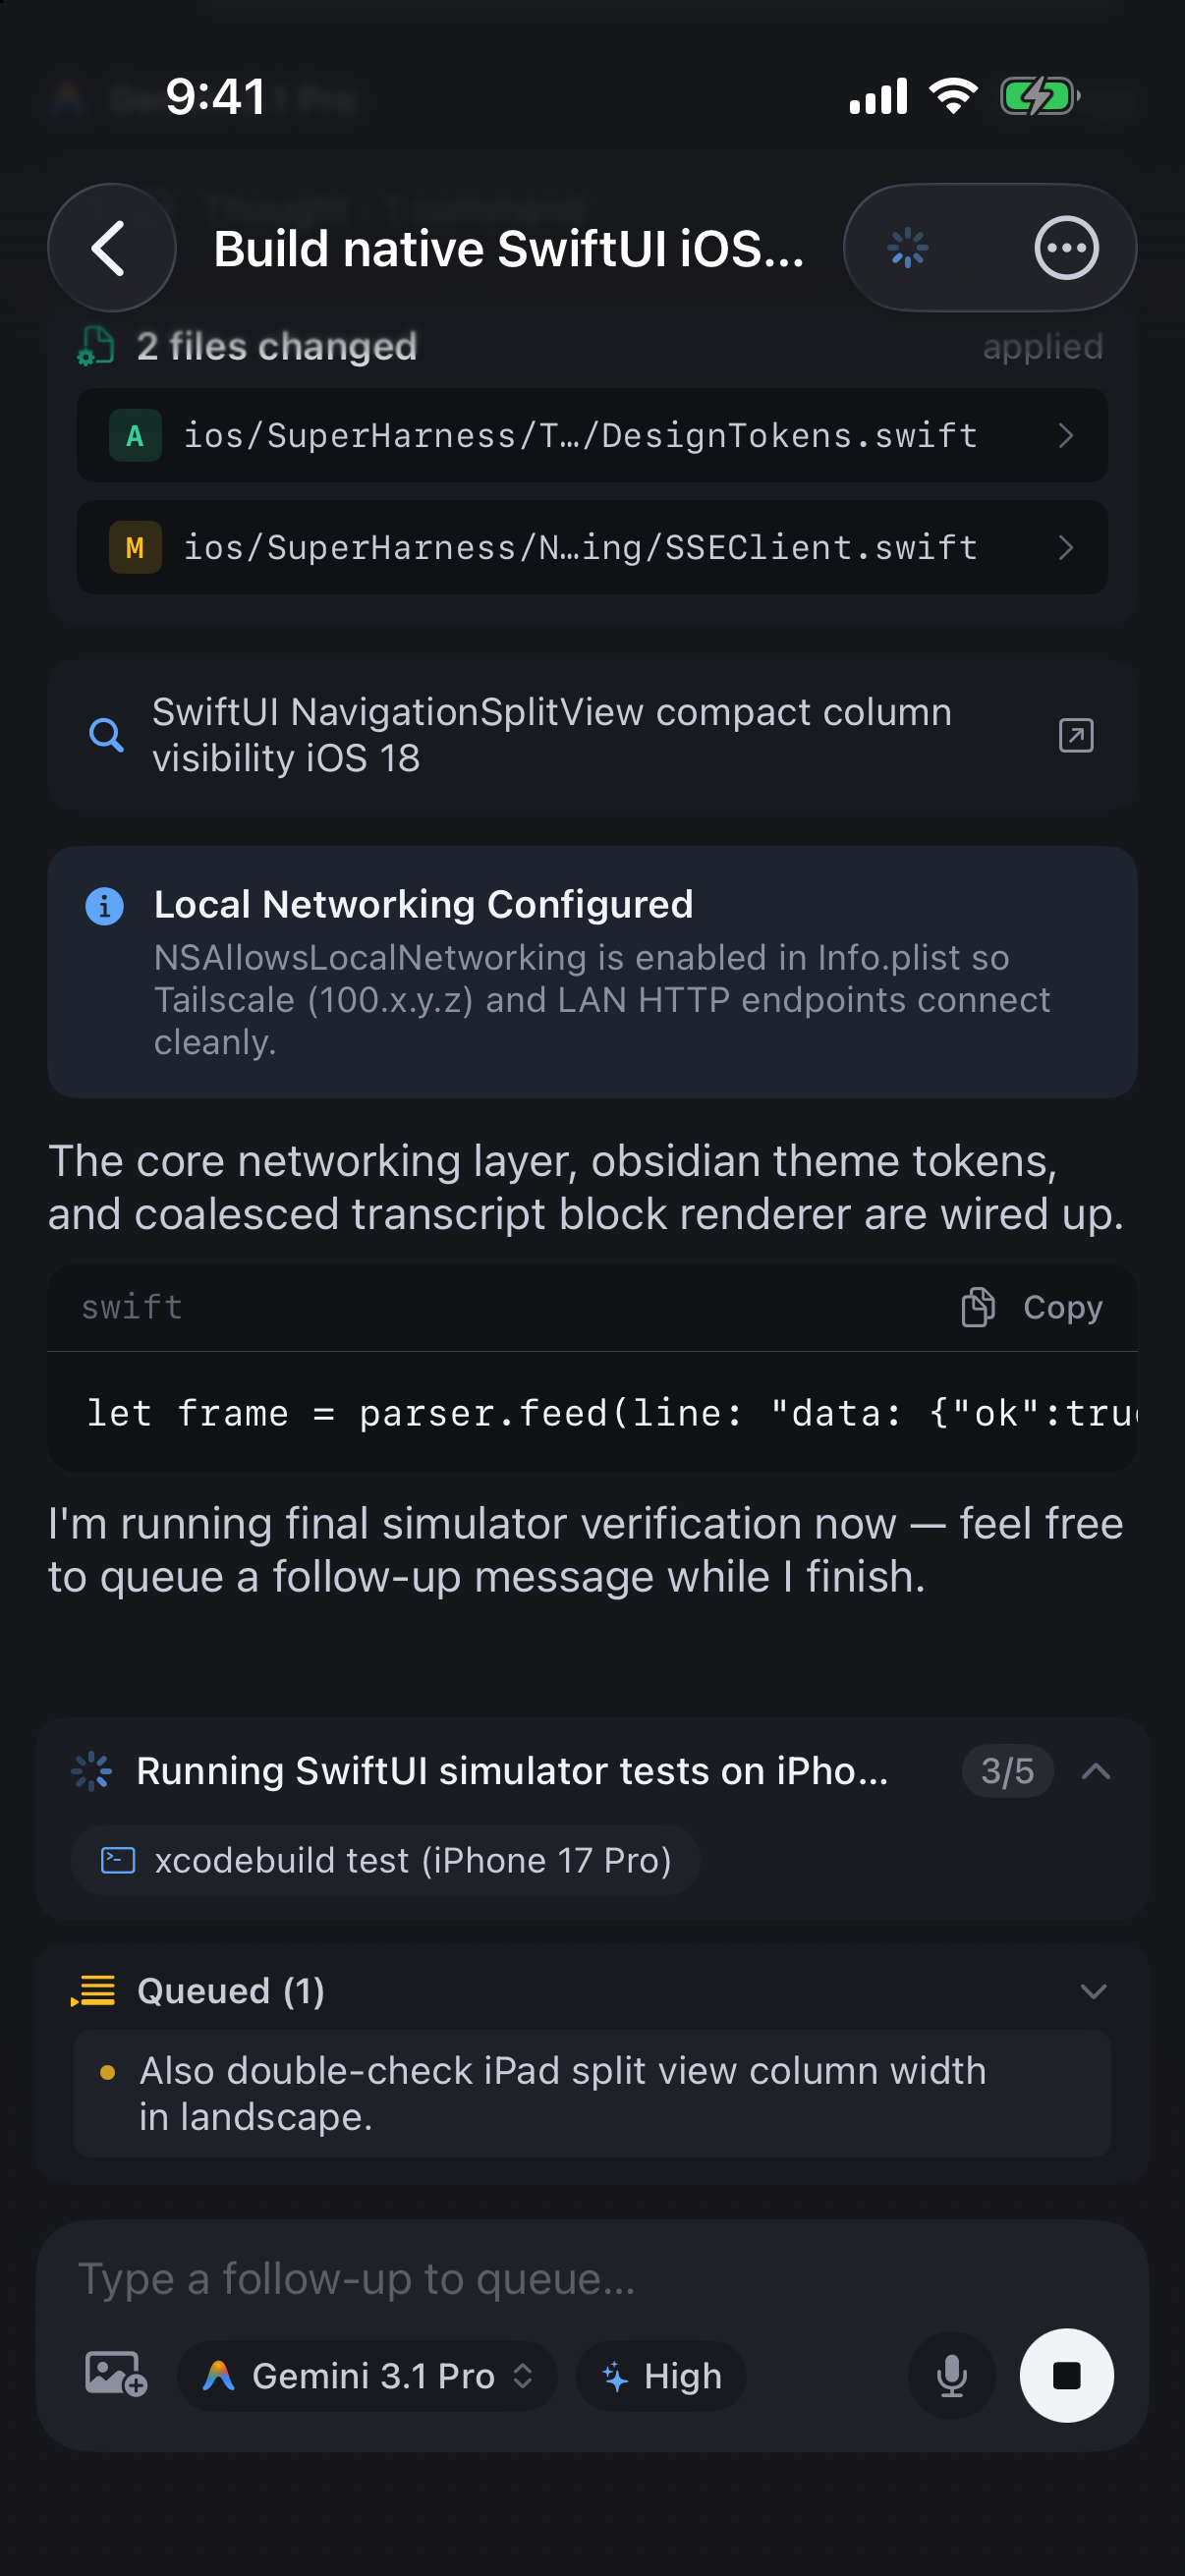 9:41
Thought · 1 command
Build native SwiftUI iOS...
2 files changed
applied
A ios/SuperHarness/T…/DesignTokens.swift
M ios/SuperHarness/N…ing/SSEClient.swift
SwiftUI NavigationSplitView compact column
visibility iOS 18
Local Networking Configured
NSAllowsLocalNetworking is enabled in Info.plist so
Tailscale (100.x.y.z) and LAN HTTP endpoints connect
cleanly.
The core networking layer, obsidian theme tokens,
and coalesced transcript block renderer are wired up.
swift
Copy
let frame = parser.feed(line: "data: {"ok":true
I'm running final simulator verification now — feel free
to queue a follow-up message while I finish.
Running SwiftUI simulator tests on iPho...
3/5
xcodebuild test (iPhone 17 Pro)
Queued (1)
Also double-check iPad split view column width
in landscape.
Type a follow-up to queue...
Gemini 3.1 Pro
High